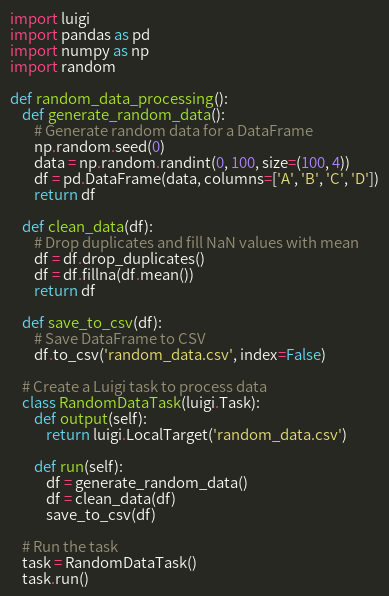 import luigi
import pandas as pd
import numpy as np
import random

def random_data_processing():
    def generate_random_data():
        # Generate random data for a DataFrame
        np.random.seed(0)
        data = np.random.randint(0, 100, size=(100, 4))
        df = pd.DataFrame(data, columns=['A', 'B', 'C', 'D'])
        return df

    def clean_data(df):
        # Drop duplicates and fill NaN values with mean
        df = df.drop_duplicates()
        df = df.fillna(df.mean())
        return df

    def save_to_csv(df):
        # Save DataFrame to CSV
        df.to_csv('random_data.csv', index=False)

    # Create a Luigi task to process data
    class RandomDataTask(luigi.Task):
        def output(self):
            return luigi.LocalTarget('random_data.csv')

        def run(self):
            df = generate_random_data()
            df = clean_data(df)
            save_to_csv(df)

    # Run the task
    task = RandomDataTask()
    task.run()